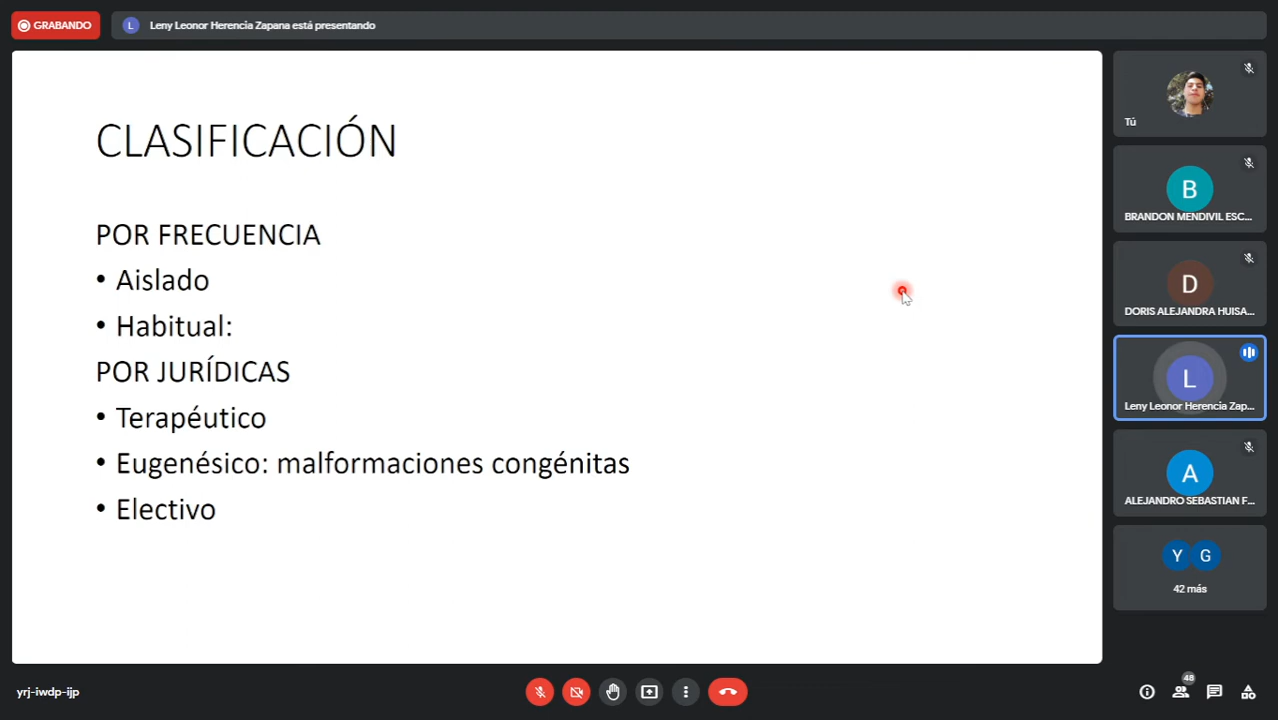 GRABANDO
L
Leny Leonor Herencia Zapana está presentando
CLASIFICACIÓN
POR FRECUENCIA
• Aislado
• Habitual:
POR JURÍDICAS
• Terapéutico
• Eugenésico: malformaciones congénitas
• Electivo
Tú
B
BRANDON MENDIVIL ESC...
D
DORIS ALEJANDRA HUISA...
L
Leny Leonor Herencia Zap...
A
ALEJANDRO SEBASTIAN F...
Y G
42 más
yrj-iwdp-ijp
48